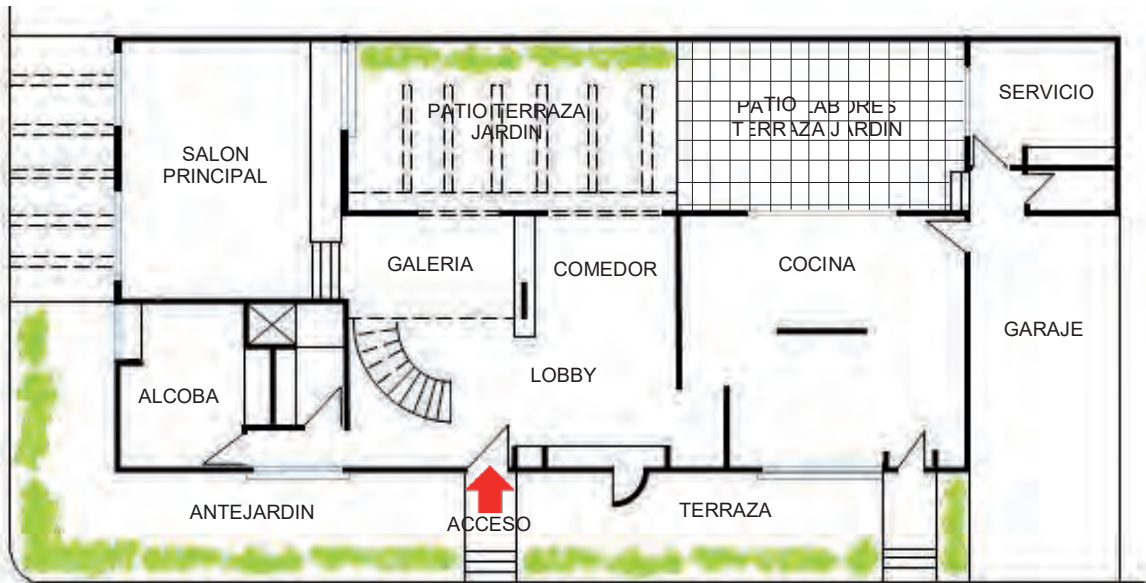 SERVICIO
PATIO TERRAZA
JARDIN
PATIO LABORES
TERRAZA JARDIN
SALON
PRINCIPAL
GALERIA
COMEDOR
COCINA
GARAJE
LOBBY
ALCOBA
ANTEJARDIN
ACCESO
TERRAZA